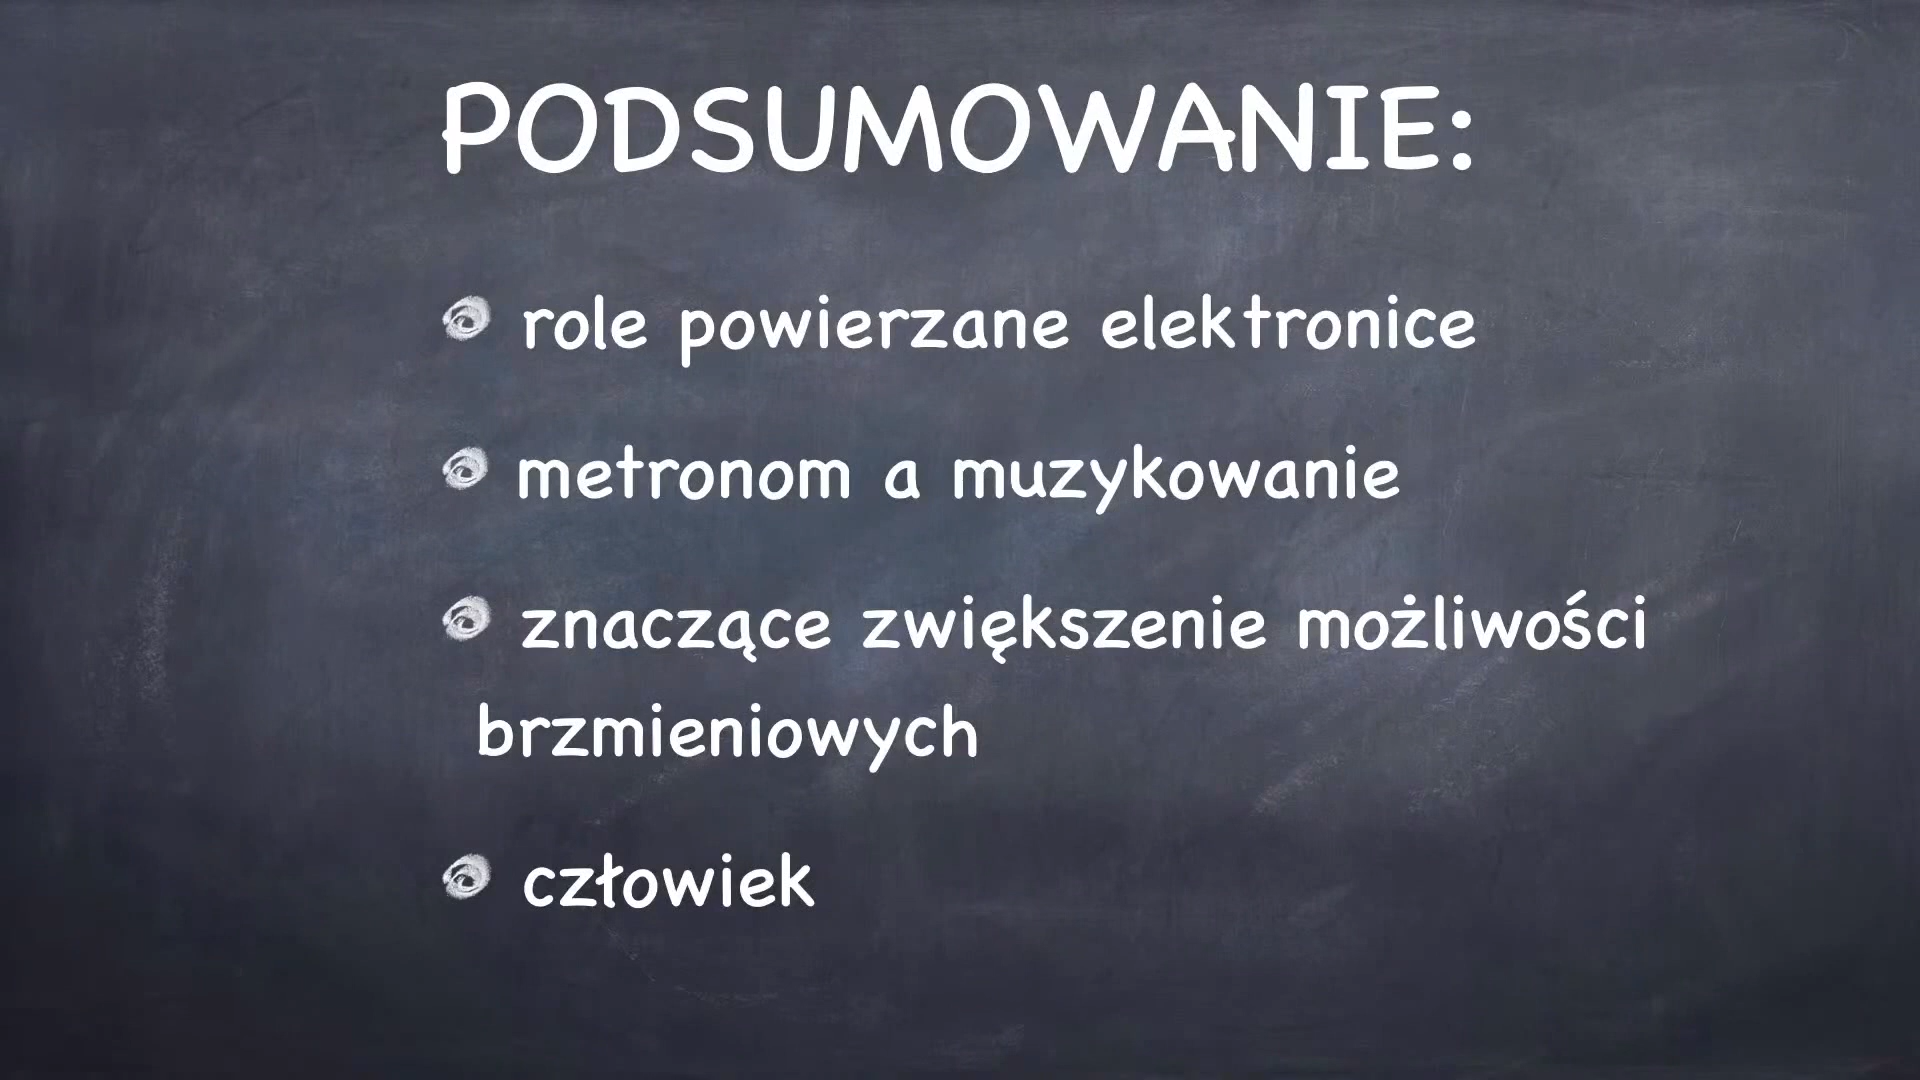 PODSUMOWANIE:
role powierzane elektronice
metronom a muzykowanie
znaczące zwiększenie możliwości
brzmieniowych
człowiek